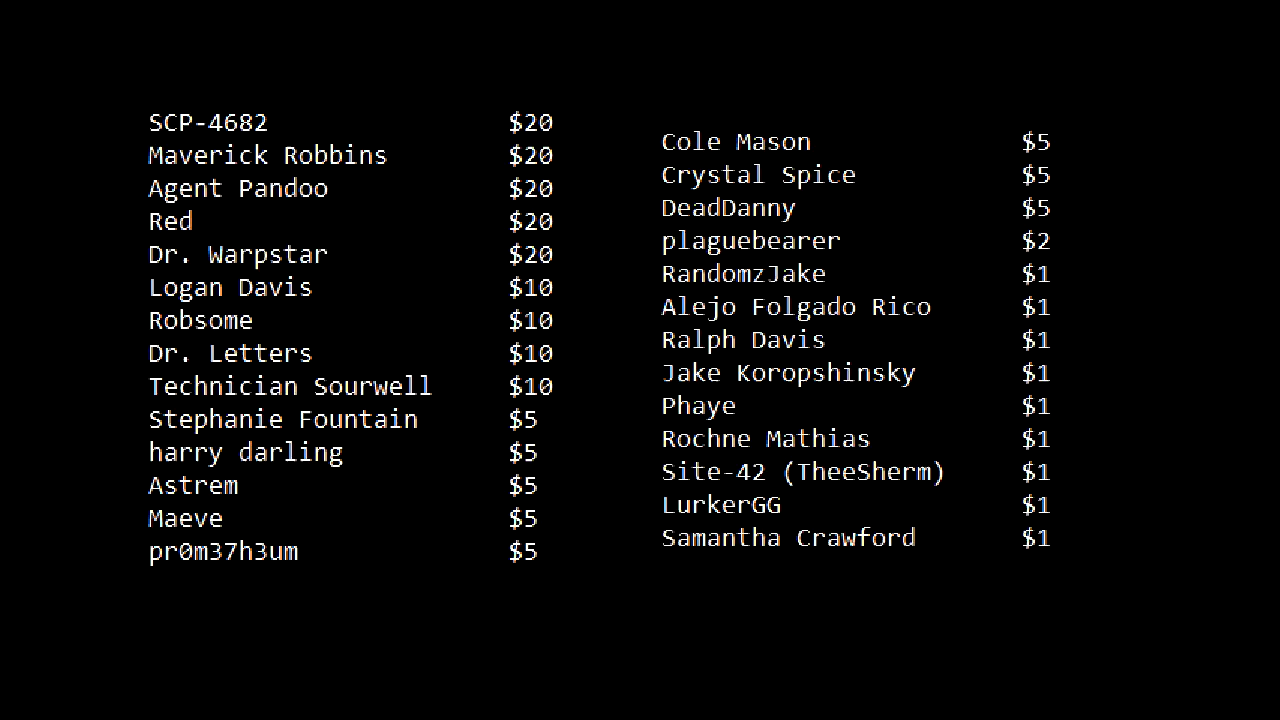 SCP-4682 $20
Maverick Robbins $20
Agent Pandoo $20
Red $20
Dr. Warpstar $20
Logan Davis $10
Robsome $10
Dr. Letters $10
Technician Sourwell $10
Stephanie Fountain $5
harry darling $5
Astrem $5
Maeve $5
pr0m37h3um $5
Cole Mason $5
Crystal Spice $5
DeadDanny $5
plaguebearer $2
RandomzJake $1
Alejo Folgado Rico $1
Ralph Davis $1
Jake Koropshinsky $1
Phaye $1
Rochne Mathias $1
Site-42 (TheeSherm) $1
LurkerGG $1
Samantha Crawford $1